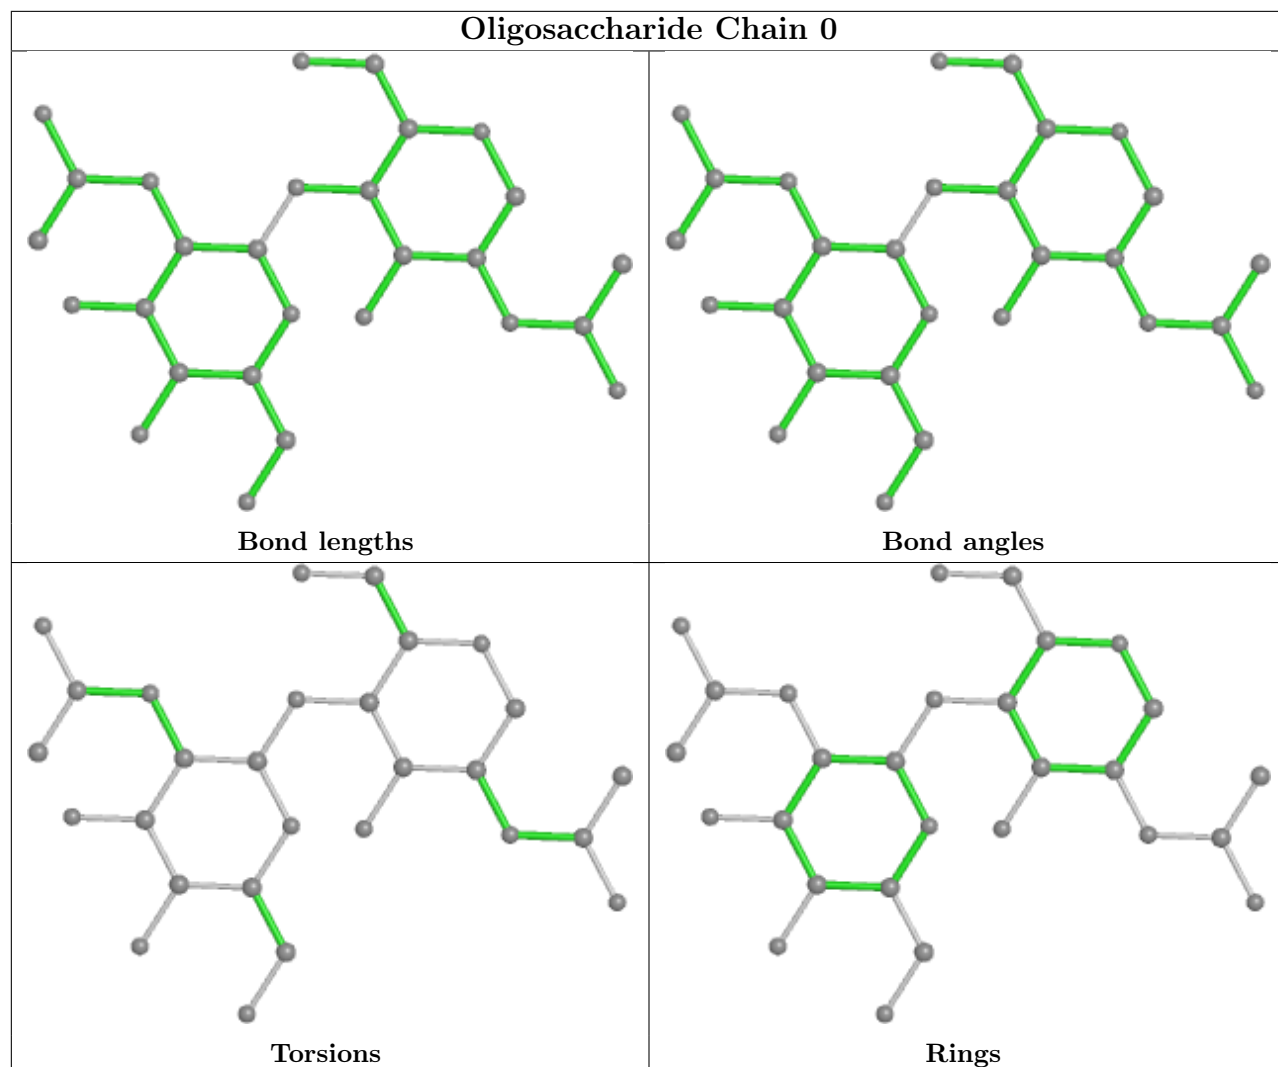 Oligosaccharide Chain 0
Bond lengths
Bond angles
Torsions
Rings